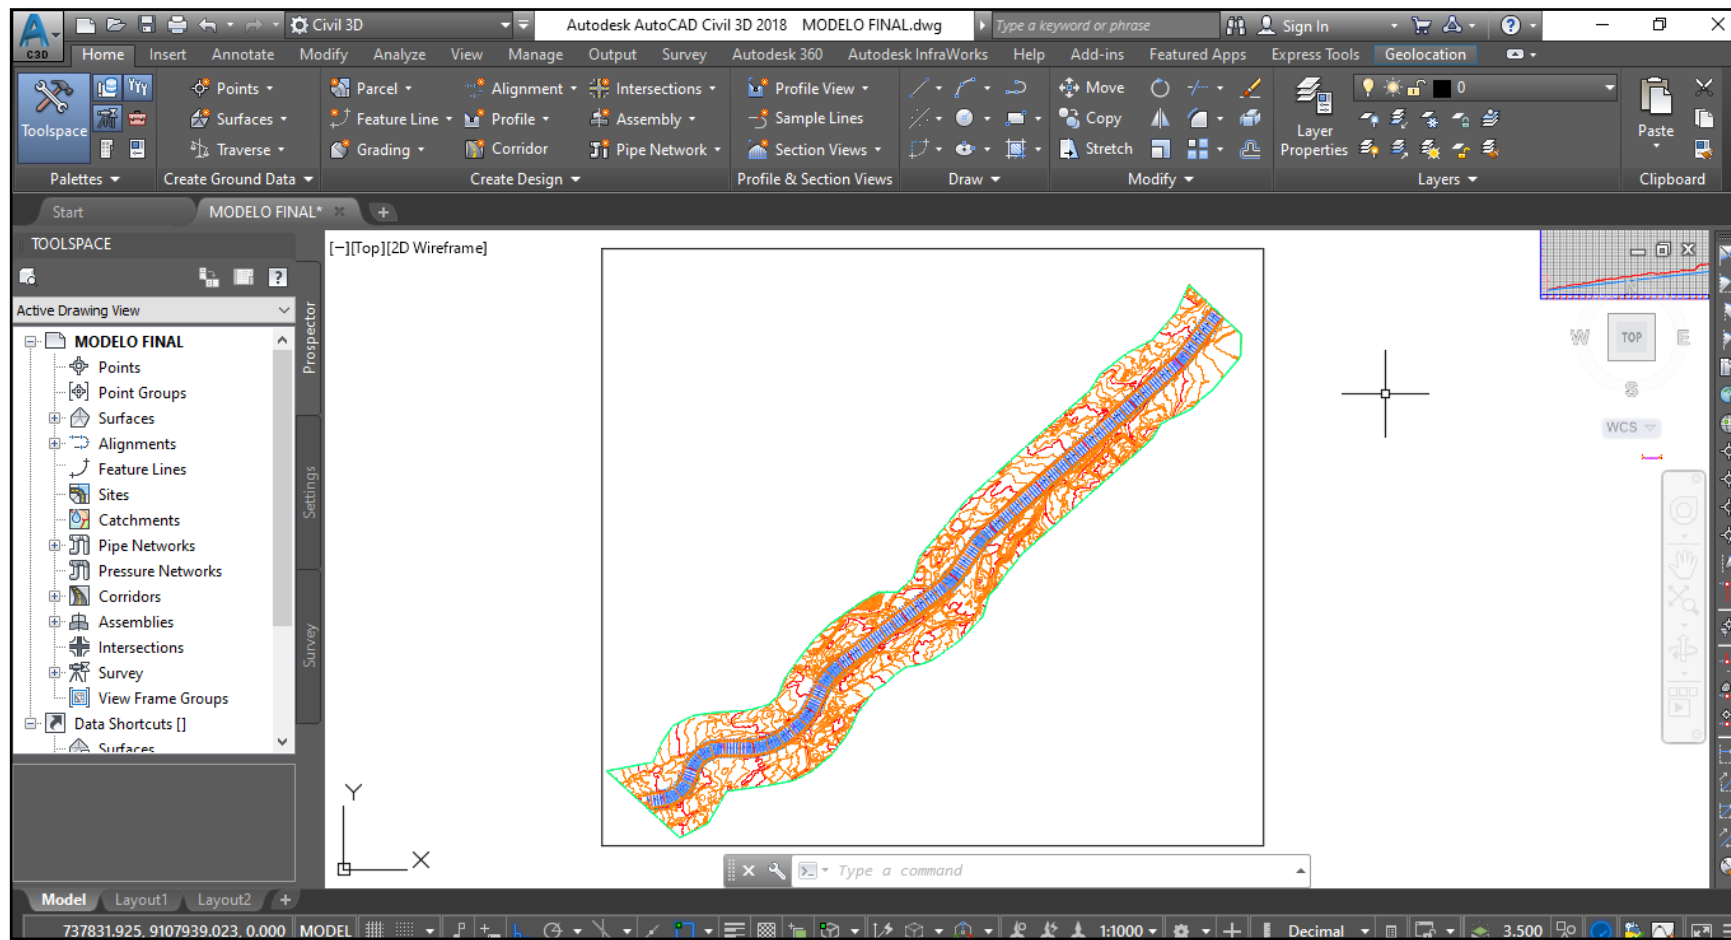 Civil 3D
Autodesk AutoCAD Civil 3D 2018 MODELO FINAL.dwg
Type a keyword or phrase
Sign In
C3D
Home Insert Annotate Modify Analyze View Manage Output Survey Autodesk 360 Autodesk InfraWorks Help Add-ins Featured Apps Express Tools Geolocation
Toolspace
Points
Surfaces
Traverse
Parcel
Feature Line
Grading
Alignment
Profile
Corridor
Intersections
Assembly
Pipe Network
Profile View
Sample Lines
Section Views
Move
Copy
Stretch
Layer
Properties
0
Paste
Palettes Create Ground Data Create Design Profile & Section Views Draw Modify Layers Clipboard
Start MODELO FINAL*
TOOLSPACE
Active Drawing View
MODELO FINAL
Points
Point Groups
Surfaces
Alignments
Feature Lines
Sites
Catchments
Pipe Networks
Pressure Networks
Corridors
Assemblies
Intersections
Survey
View Frame Groups
Data Shortcuts []
Surfaces
Prospector
Settings
Survey
[−][Top][2D Wireframe]
W TOP E
S
WCS
Y
X
Type a command
Model Layout1 Layout2
737831.925, 9107939.023, 0.000 MODEL 1:1000 Decimal 3.500